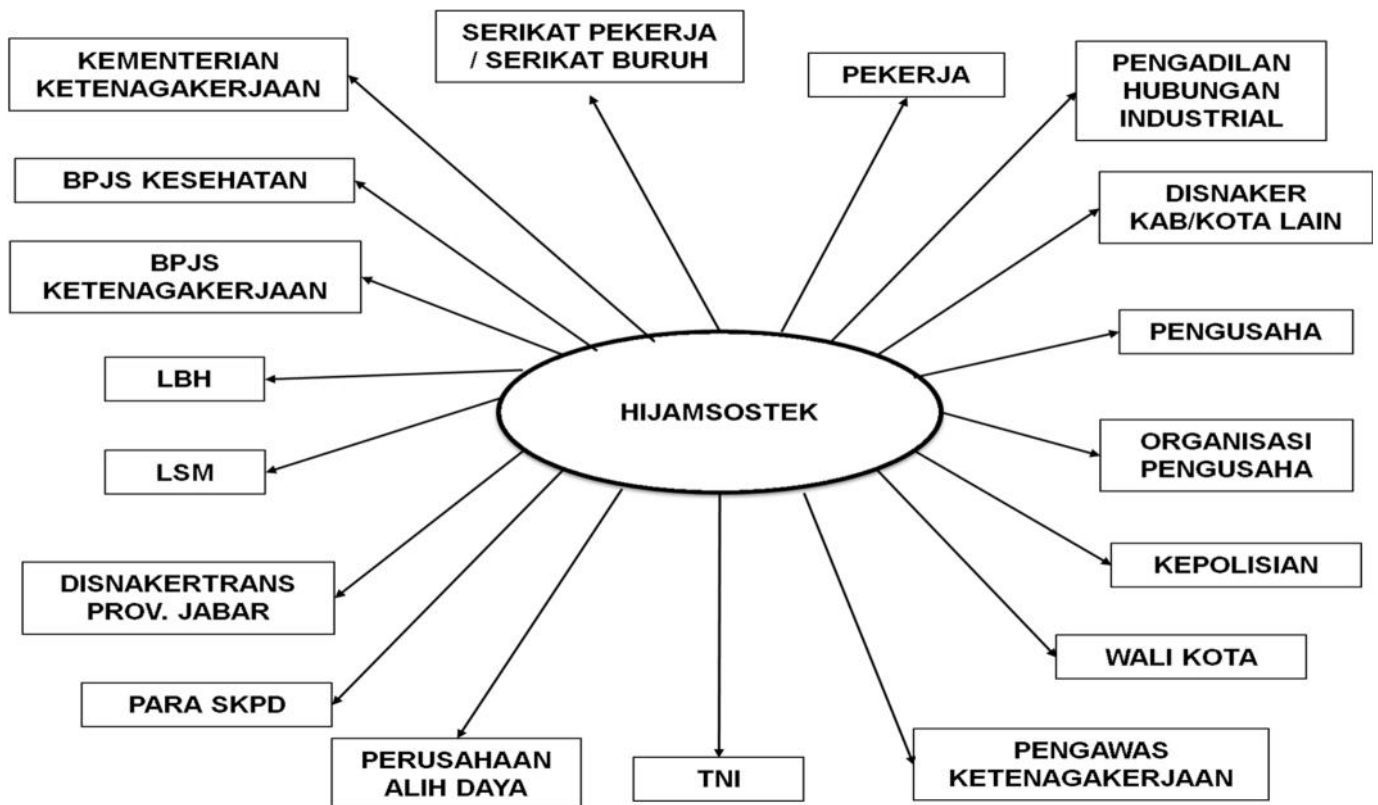 SERIKAT PEKERJA
/ SERIKAT BURUH
KEMENTERIAN
KETENAGAKERJAAN
PEKERJA
PENGADILAN
HUBUNGAN
INDUSTRIAL
BPJS KESEHATAN
DISNAKER
KAB/KOTA LAIN
BPJS
KETENAGAKERJAAN
PENGUSAHA
LBH
HIJAMSOSTEK
ORGANISASI
PENGUSAHA
LSM
KEPOLISIAN
DISNAKERTRANS
PROV. JABAR
WALI KOTA
PARA SKPD
PERUSAHAAN
ALIH DAYA
TNI
PENGAWAS
KETENAGAKERJAAN